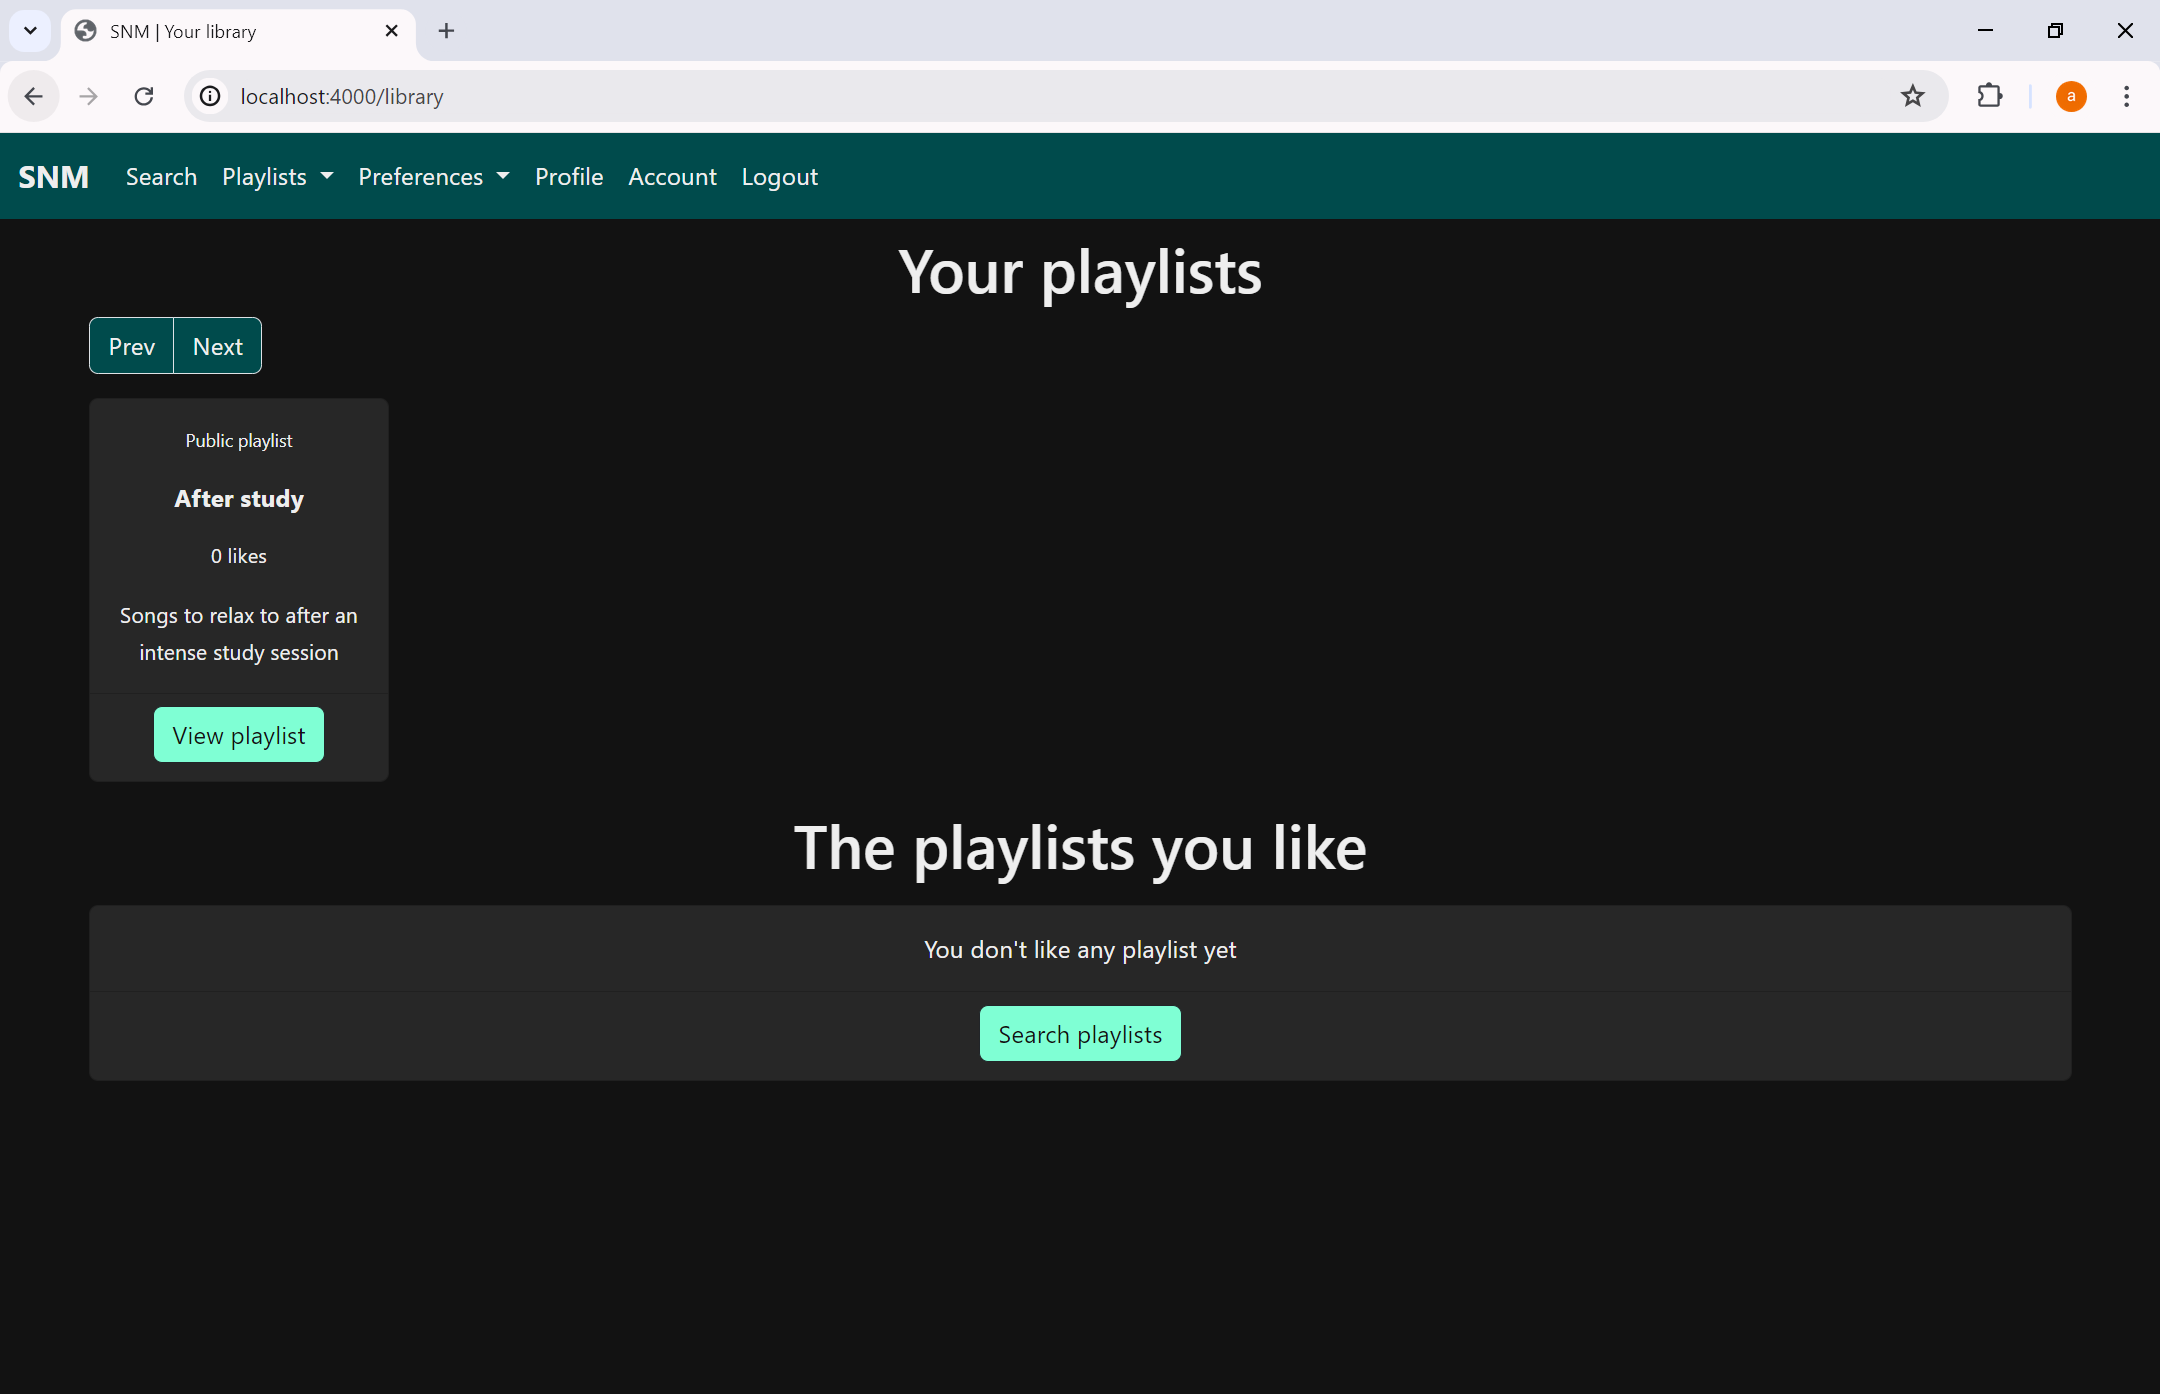 SNM | Your library
localhost:4000/library
a
SNM Search Playlists Preferences Profile Account Logout
Your playlists
Prev Next
Public playlist
After study
0 likes
Songs to relax to after an
intense study session
View playlist
The playlists you like
You don't like any playlist yet
Search playlists